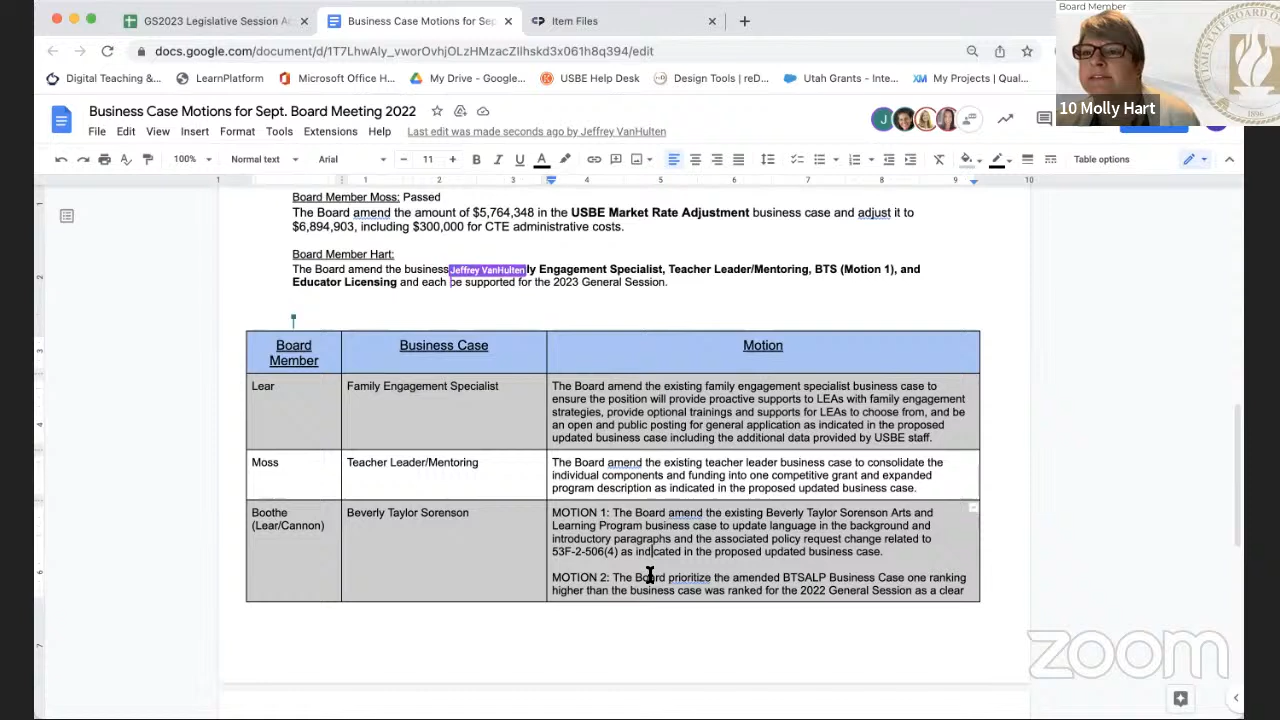 Board Member
GS2023 Legislative Session A
Business Case Motions for Sep
Item Files
docs.google.com/document/d/1T7LhwAly_vworOvhjOLzHMzacZIlhskd3x061h8q394/edit
Digital Teaching &...
LearnPlatform
Microsoft Office H...
My Drive - Google...
USBE Help Desk
Design Tools | reD...
Utah Grants - Inte...
My Projects | Qual...
10 Molly Hart
1896
Business Case Motions for Sept. Board Meeting 2022
File Edit View Insert Format Tools Extensions Help Last edit was made seconds ago by Jeffrey VanHulten
100% Normal text Arial 11 Table options
1 1 2 3 4 5 6 7 8 9 10
Board Member Moss: Passed
The Board amend the amount of $5,764,348 in the USBE Market Rate Adjustment business case and adjust it to
$6,894,903, including $300,000 for CTE administrative costs.
Board Member Hart:
The Board amend the business Jeffrey VanHulten ly Engagement Specialist, Teacher Leader/Mentoring, BTS (Motion 1), and
Educator Licensing and each be supported for the 2023 General Session.
Board
Member
Business Case
Motion
Lear
Family Engagement Specialist
The Board amend the existing family engagement specialist business case to
ensure the position will provide proactive supports to LEAs with family engagement
strategies, provide optional trainings and supports for LEAs to choose from, and be
an open and public posting for general application as indicated in the proposed
updated business case including the additional data provided by USBE staff.
Moss
Teacher Leader/Mentoring
The Board amend the existing teacher leader business case to consolidate the
individual components and funding into one competitive grant and expanded
program description as indicated in the proposed updated business case.
Boothe
(Lear/Cannon)
Beverly Taylor Sorenson
MOTION 1: The Board amend the existing Beverly Taylor Sorenson Arts and
Learning Program business case to update language in the background and
introductory paragraphs and the associated policy request change related to
53F-2-506(4) as indicated in the proposed updated business case.
MOTION 2: The Board prioritize the amended BTSALP Business Case one ranking
higher than the business case was ranked for the 2022 General Session as a clear
zoom